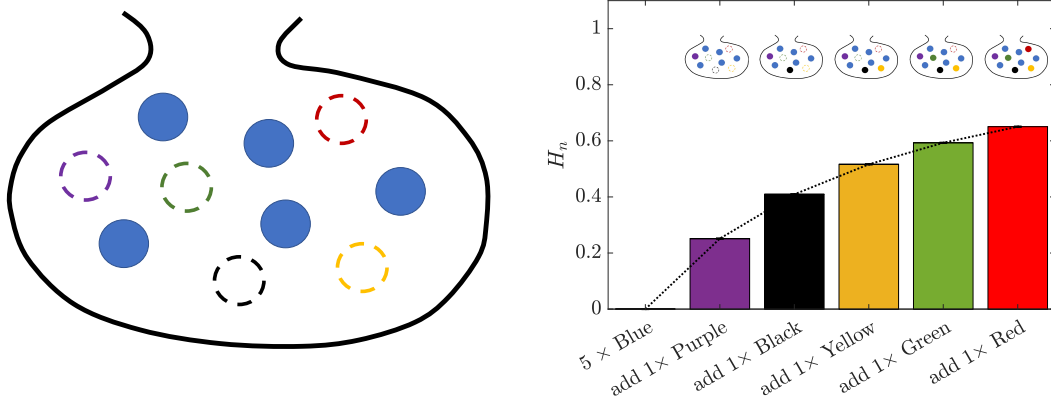 1
0.8
0.6
0.4
0.2
0
H_n
5 × Blue
add 1× Purple
add 1× Black
add 1× Yellow
add 1× Green
add 1× Red